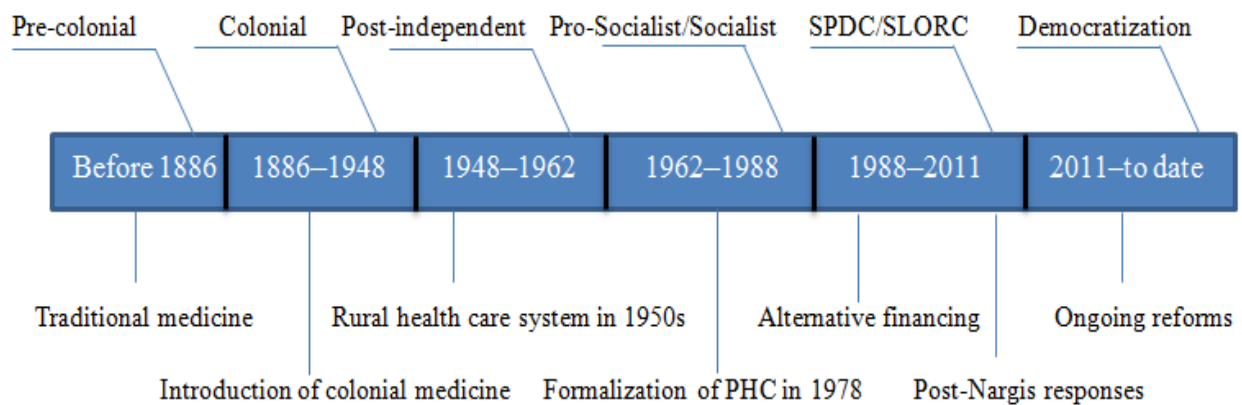 Pre-colonial Colonial Post-independent Pro-Socialist/Socialist SPDC/SLORC Democratization
Before 1886 1886–1948 1948–1962 1962–1988 1988–2011 2011–to date
Traditional medicine Rural health care system in 1950s Alternative financing Ongoing reforms
Introduction of colonial medicine Formalization of PHC in 1978 Post-Nargis responses